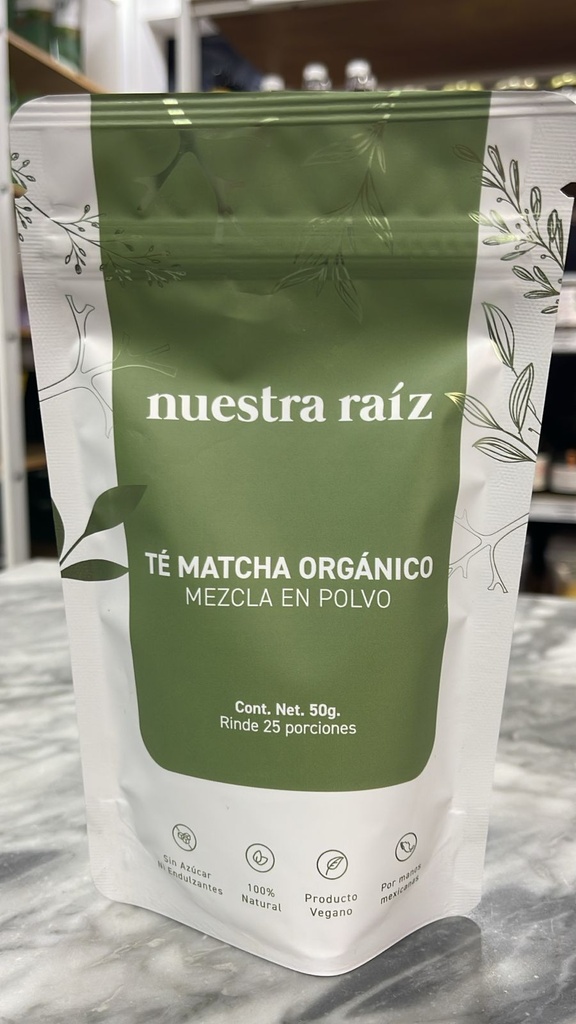 nuestra raíz
TÉ MATCHA ORGÁNICO
MEZCLA EN POLVO
Cont. Net. 50g.
Rinde 25 porciones
Sin Azúcar
Ni Endulzantes
100%
Natural
Producto
Vegano
Por manos
mexicanas